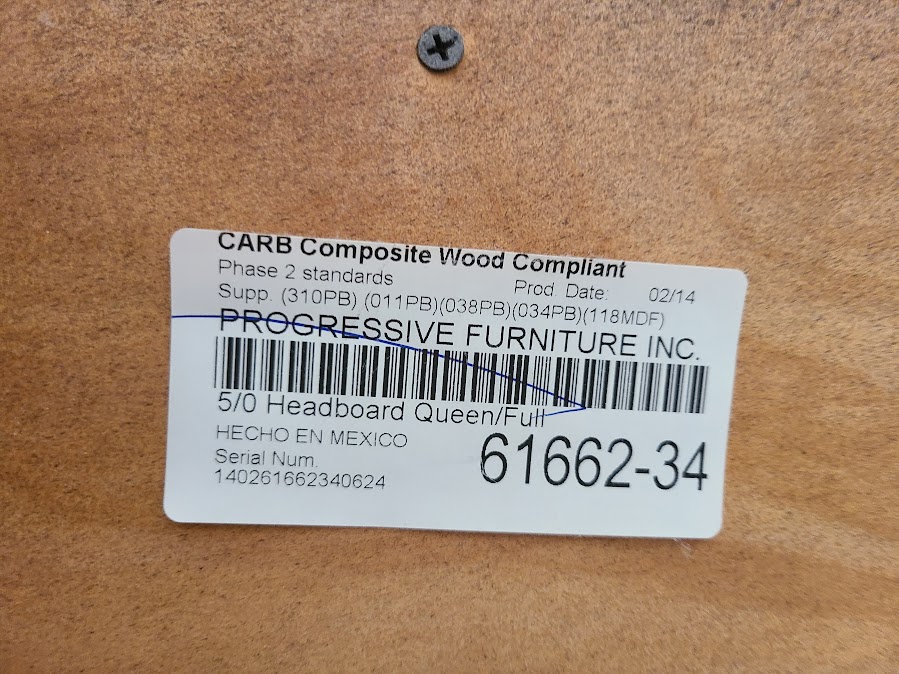 CARB Composite Wood Compliant
Phase 2 standards Prod. Date: 02/14
Supp. (310PB) (011PB)(038PB)(034PB)(118MDF)
PROGRESSIVE FURNITURE INC.
5/0 Headboard Queen/Full
HECHO EN MEXICO
61662-34
Serial Num.
140261662340624